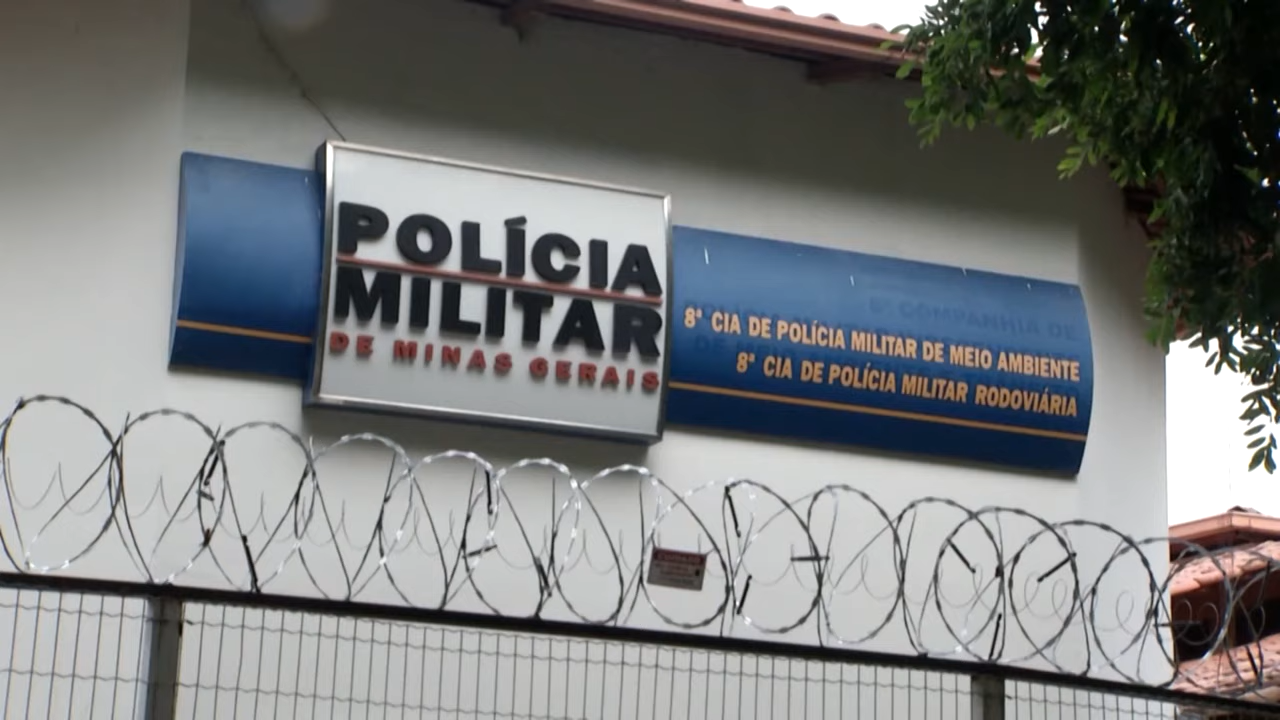 POLÍCIA
MILITAR
DE MINAS GERAIS
8ª CIA DE POLÍCIA MILITAR DE MEIO AMBIENTE
8ª CIA DE POLÍCIA MILITAR RODOVIÁRIA